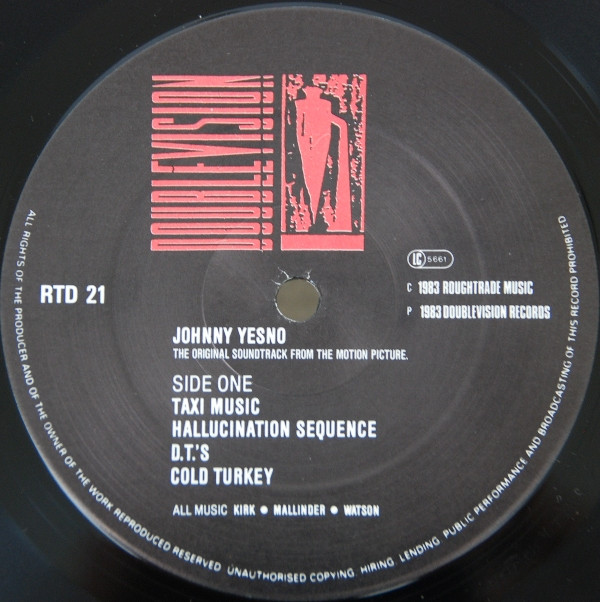 DOUBLEVISION
DOUBLEVISION
LC 5661
RTD 21
C 1983 ROUGHTRADE MUSIC
P 1983 DOUBLEVISION RECORDS
JOHNNY YESNO
THE ORIGINAL SOUNDTRACK FROM THE MOTION PICTURE.
SIDE ONE
TAXI MUSIC
HALLUCINATION SEQUENCE
D.T.'S
COLD TURKEY
ALL MUSIC KIRK ● MALLINDER ● WATSON
ALL RIGHTS OF THE PRODUCER AND OF THE OWNER OF THE WORK REPRODUCED RESERVED. UNAUTHORISED COPYING, HIRING, LENDING, PUBLIC PERFORMANCE AND BROADCASTING OF THIS RECORD PROHIBITED